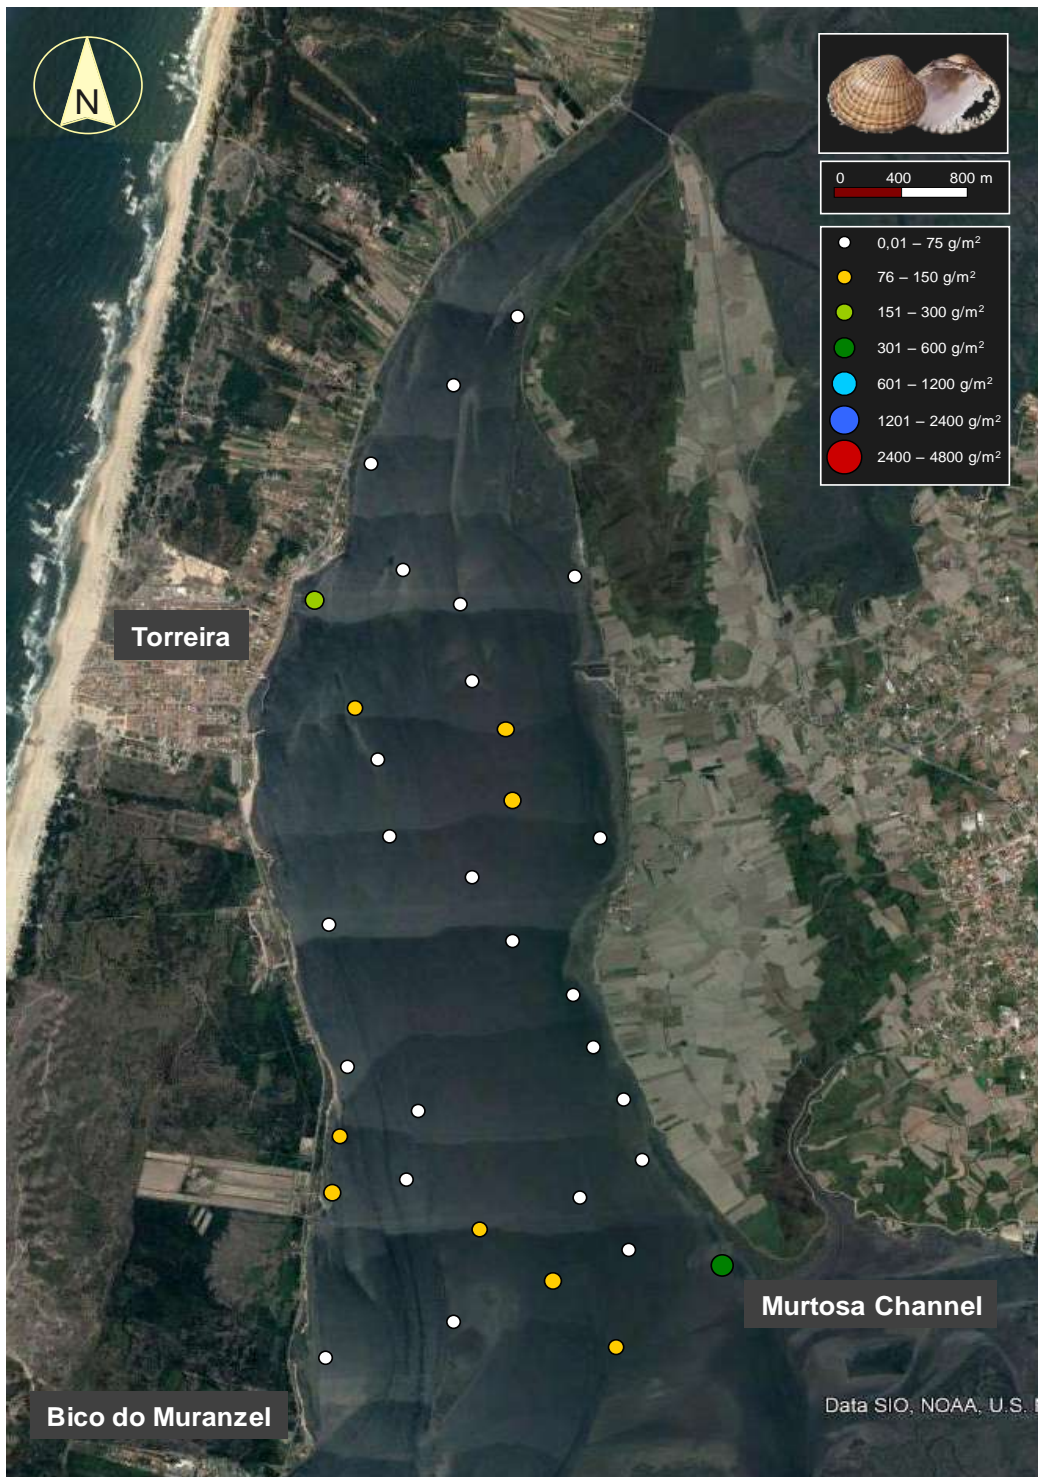 N
0 400 800 m
0,01 – 75 g/m²
76 – 150 g/m²
151 – 300 g/m²
301 – 600 g/m²
601 – 1200 g/m²
1201 – 2400 g/m²
2400 – 4800 g/m²
Torreira
Murtosa Channel
Bico do Muranzel
Data SIO, NOAA, U.S.